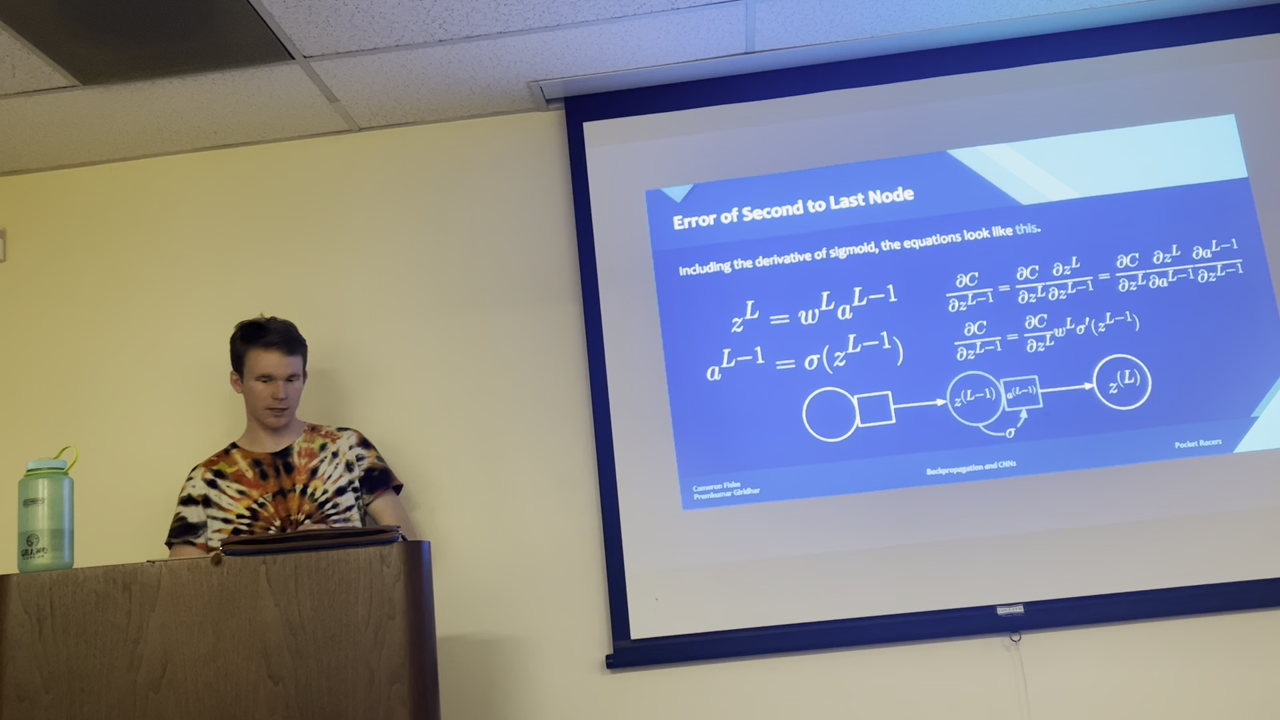 Error of Second to Last Node
Including the derivative of sigmoid, the equations look like this.
z^L = w^L a^{L-1}
a^{L-1} = σ(z^{L-1})
∂C/∂z^{L-1} = ∂C/∂z^L ∂z^L/∂z^{L-1} = ∂C/∂z^L ∂z^L/∂a^{L-1} ∂a^{L-1}/∂z^{L-1}
∂C/∂z^{L-1} = ∂C/∂z^L w^L σ'(z^{L-1})
z^{(L-1)} a^{(L-1)} z^{(L)}
σ
Cameron Fiske
Premkumar Giridhar
Backpropagation and CNNs
Pocket Racers